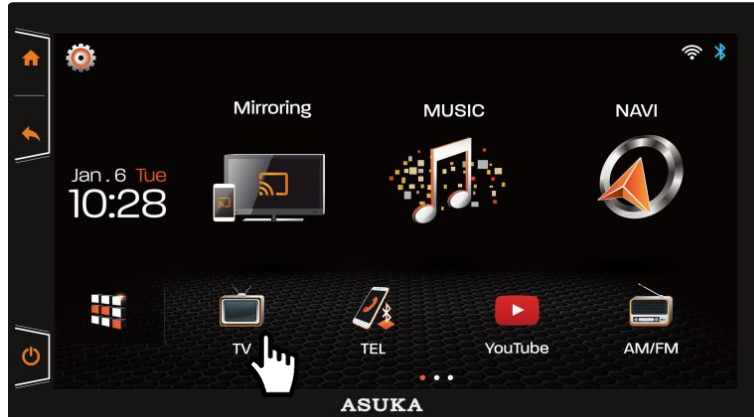 Mirroring
MUSIC
NAVI
Jan. 6 Tue
10:28
TV
TEL
YouTube
AM/FM
ASUKA